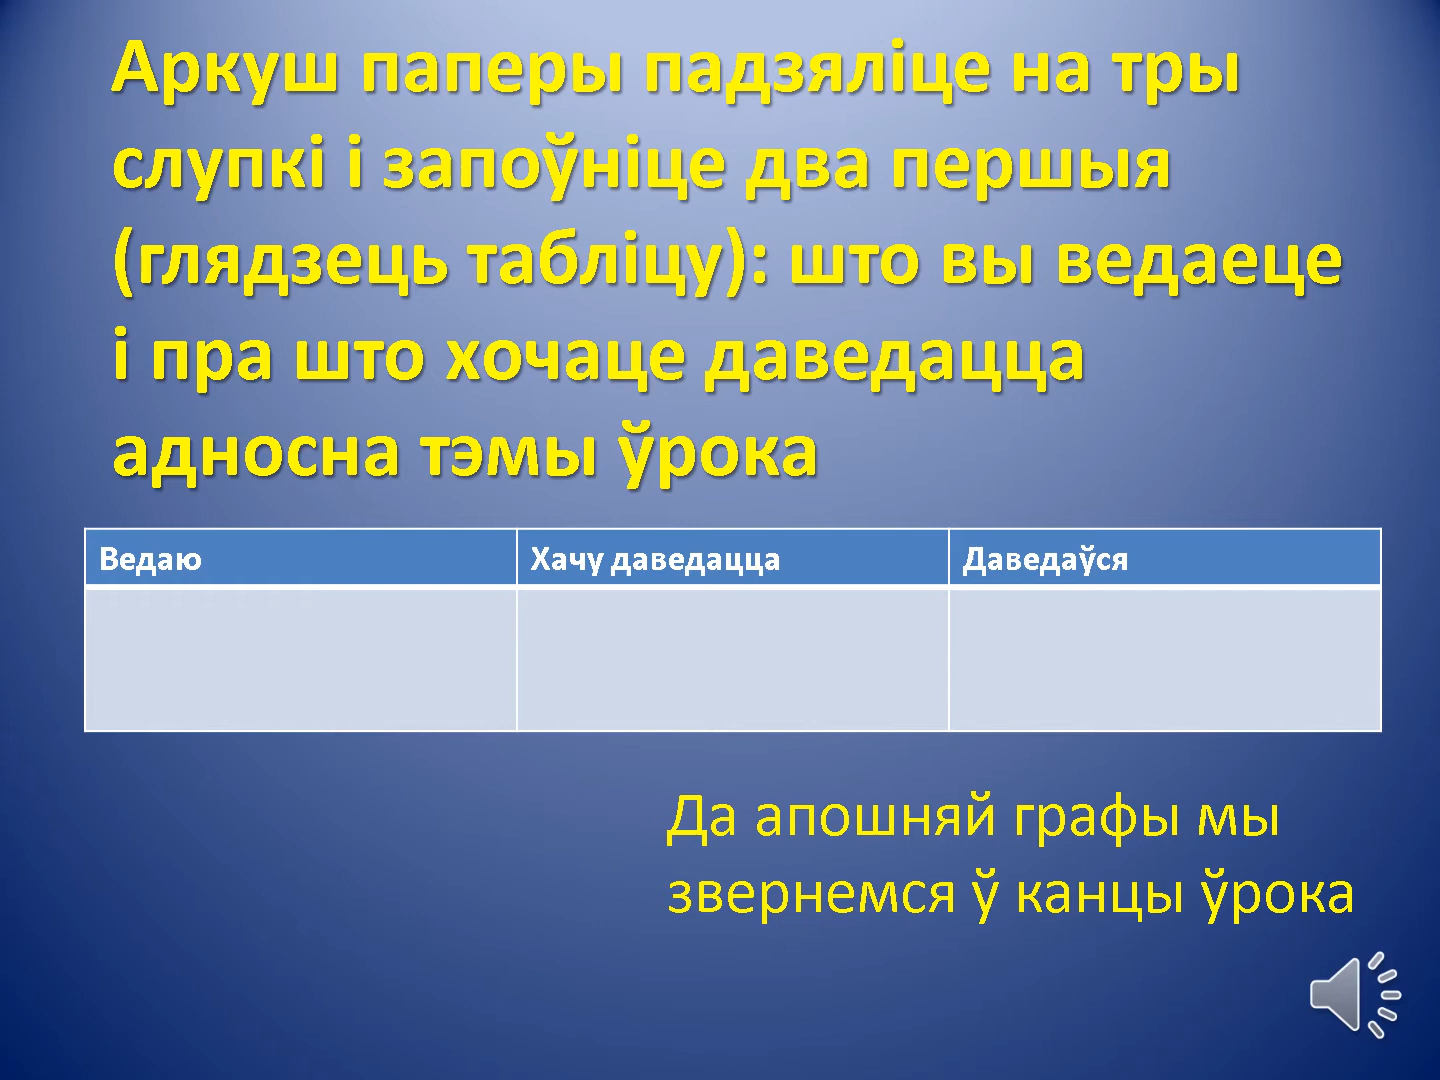 Аркуш паперы падзяліце на тры
слупкі і запоўніце два першыя
(глядзець табліцу): што вы ведаеце
і пра што хочаце даведацца
адносна тэмы ўрока
Ведаю
Хачу даведацца
Даведаўся
Да апошняй графы мы
звернемся ў канцы ўрока